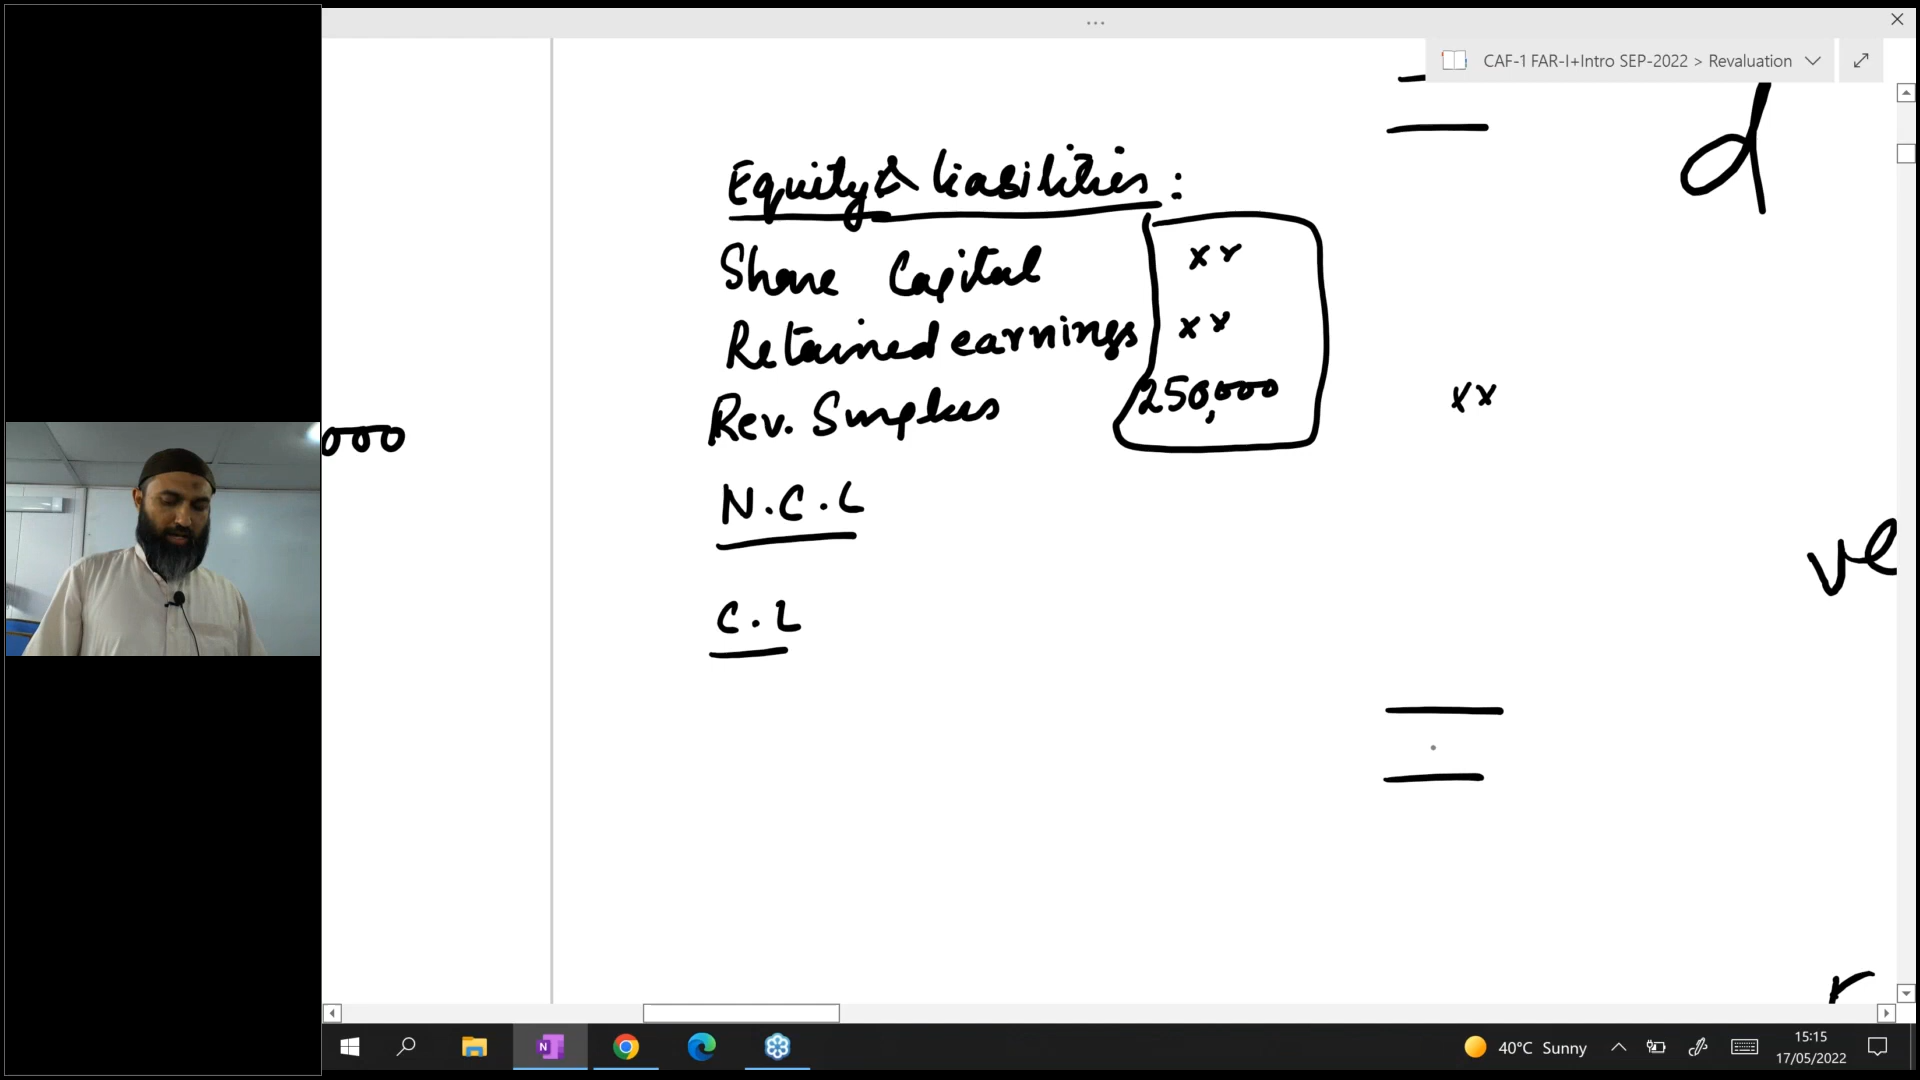 CAF-1 FAR-I+Intro SEP-2022 > Revaluation
d
Equity & liabilities :
Share Capital xx
Retained earnings xx
Rev. Surplus 250,000 xx
000
N.C.L
ve
C.L
r
40°C Sunny
15:15
17/05/2022